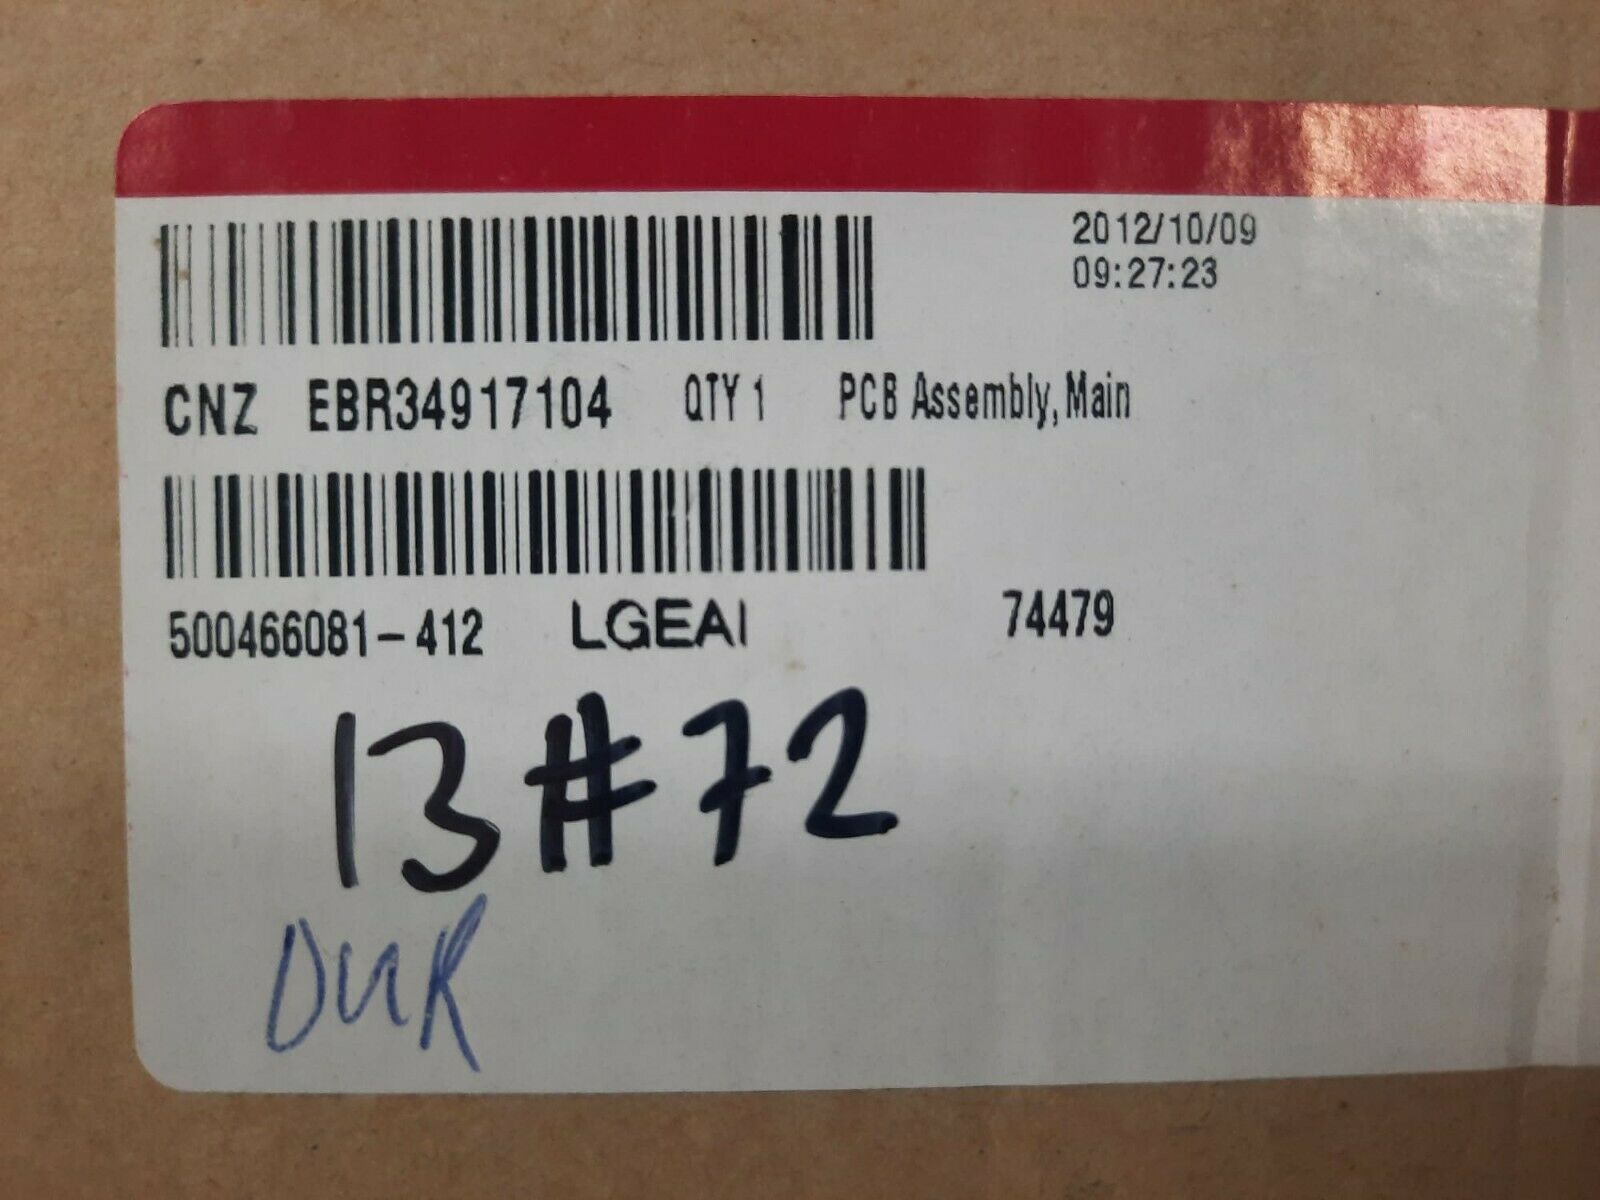 2012/10/09
09:27:23
CNZ EBR34917104 QTY 1 PCB Assembly, Main
500466081-412 LGEAI 74479
13#72